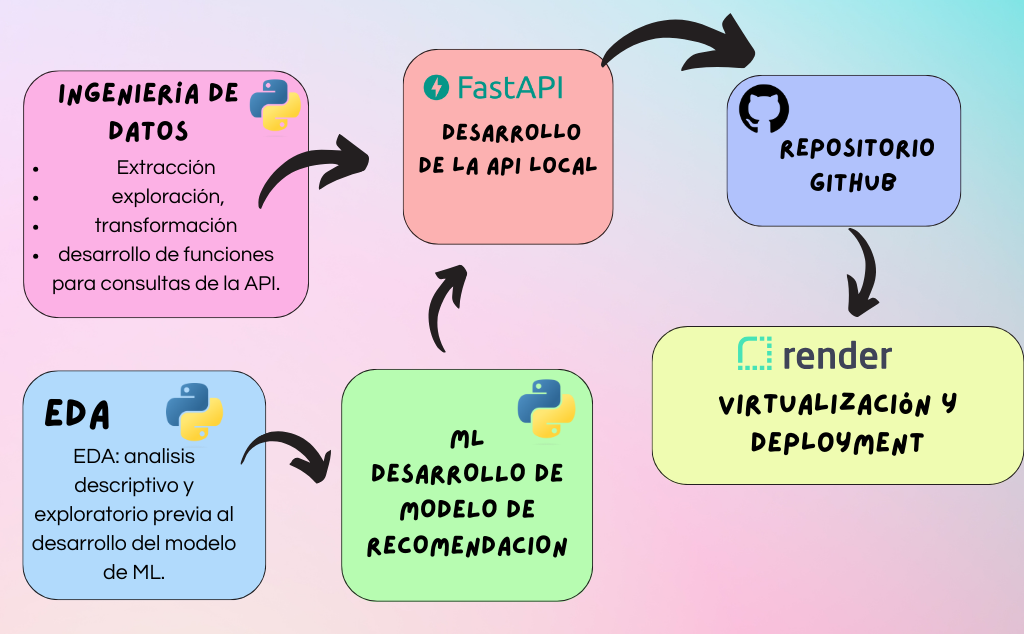 INGENIERÍA DE
DATOS
• Extracción
• exploración,
• transformación
• desarrollo de funciones
para consultas de la API.
FastAPI
DESARROLLO
DE LA API LOCAL
REPOSITORIO
GITHUB
render
VIRTUALIZACIÓN Y
DEPLOYMENT
EDA
EDA: analisis
descriptivo y
exploratorio previa al
desarrollo del modelo
de ML.
ML
DESARROLLO DE
MODELO DE
RECOMENDACION